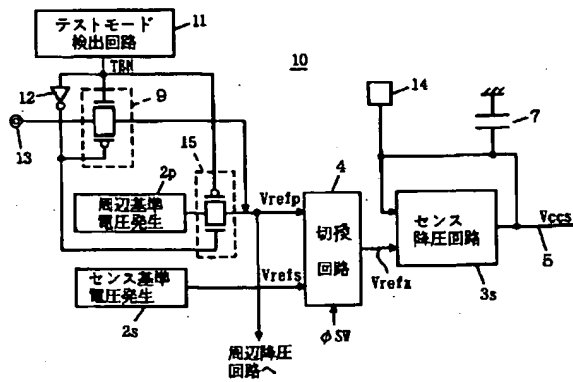 テストモード
検出回路
11
TBM
10
12
9
14
7
13
15
2p
周辺基準
電圧発生
Vrefp
4
切換
回路
センス
降圧回路
Vccs
5
センス基準
電圧発生
Vrefs
Vrefx
3s
2s
φSW
周辺降圧
回路へ